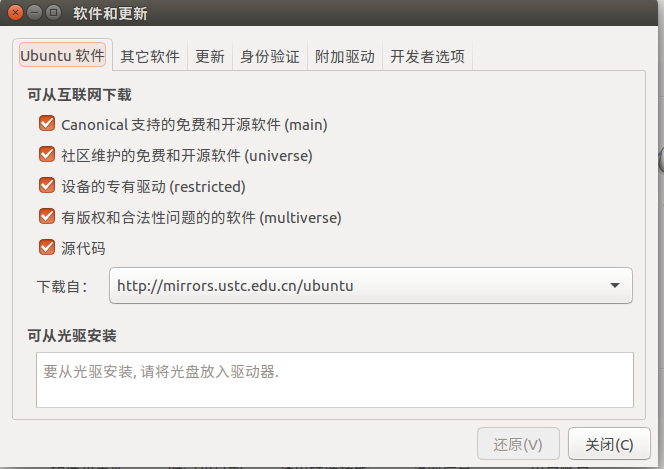 软件和更新
Ubuntu 软件 其它软件 更新 身份验证 附加驱动 开发者选项
可从互联网下载
Canonical 支持的免费和开源软件 (main)
社区维护的免费和开源软件 (universe)
设备的专有驱动 (restricted)
有版权和合法性问题的的软件 (multiverse)
源代码
下载自： http://mirrors.ustc.edu.cn/ubuntu
可从光驱安装
要从光驱安装, 请将光盘放入驱动器.
还原(V) 关闭(C)